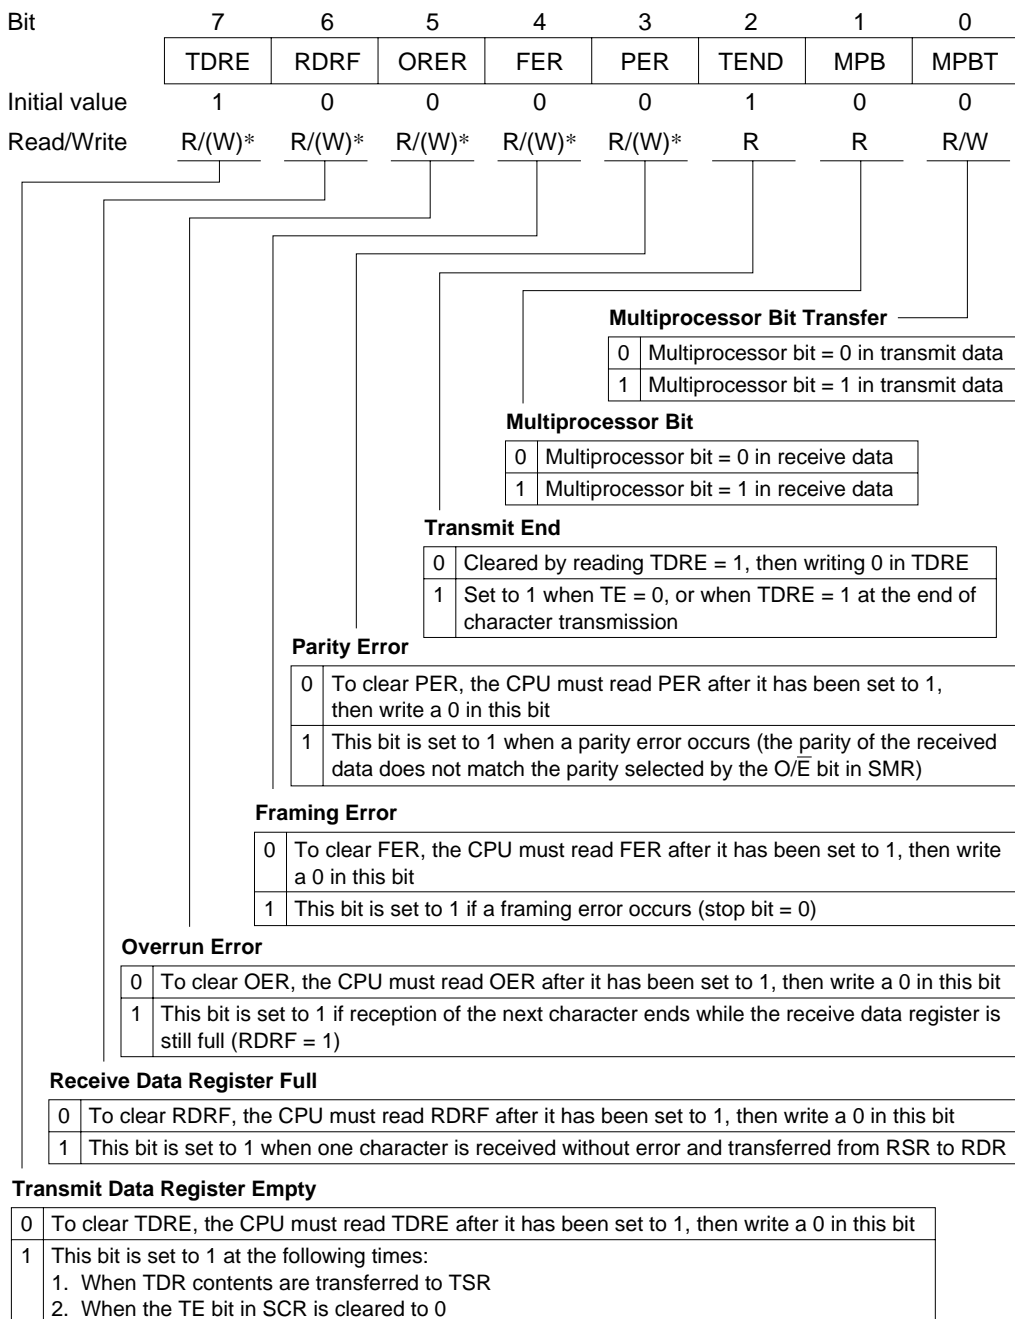 Bit 7 6 5 4 3 2 1 0
TDRE RDRF ORER FER PER TEND MPB MPBT
Initial value 1 0 0 0 0 1 0 0
Read/Write R/(W)* R/(W)* R/(W)* R/(W)* R/(W)* R R R/W
Multiprocessor Bit Transfer
0 Multiprocessor bit = 0 in transmit data
1 Multiprocessor bit = 1 in transmit data
Multiprocessor Bit
0 Multiprocessor bit = 0 in receive data
1 Multiprocessor bit = 1 in receive data
Transmit End
0 Cleared by reading TDRE = 1, then writing 0 in TDRE
1 Set to 1 when TE = 0, or when TDRE = 1 at the end of
character transmission
Parity Error
0 To clear PER, the CPU must read PER after it has been set to 1,
then write a 0 in this bit
1 This bit is set to 1 when a parity error occurs (the parity of the received
data does not match the parity selected by the O/E̅ bit in SMR)
Framing Error
0 To clear FER, the CPU must read FER after it has been set to 1, then write
a 0 in this bit
1 This bit is set to 1 if a framing error occurs (stop bit = 0)
Overrun Error
0 To clear OER, the CPU must read OER after it has been set to 1, then write a 0 in this bit
1 This bit is set to 1 if reception of the next character ends while the receive data register is
still full (RDRF = 1)
Receive Data Register Full
0 To clear RDRF, the CPU must read RDRF after it has been set to 1, then write a 0 in this bit
1 This bit is set to 1 when one character is received without error and transferred from RSR to RDR
Transmit Data Register Empty
0 To clear TDRE, the CPU must read TDRE after it has been set to 1, then write a 0 in this bit
1 This bit is set to 1 at the following times:
1. When TDR contents are transferred to TSR
2. When the TE bit in SCR is cleared to 0